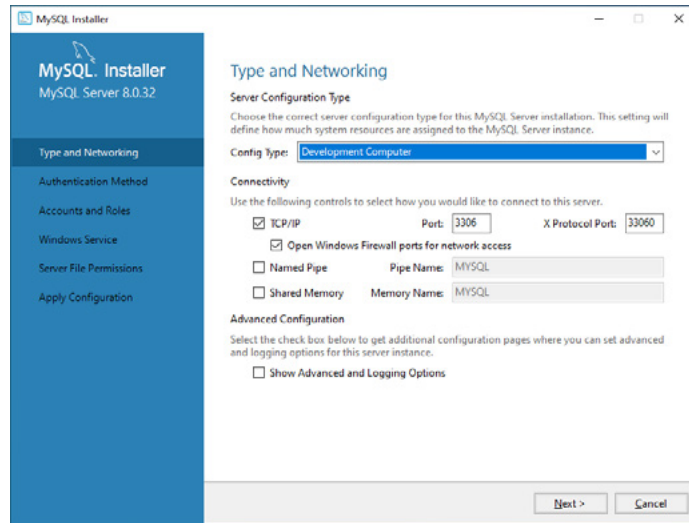 MySQL Installer
MySQL. Installer
MySQL Server 8.0.32
Type and Networking
Authentication Method
Accounts and Roles
Windows Service
Server File Permissions
Apply Configuration
Type and Networking
Server Configuration Type
Choose the correct server configuration type for this MySQL Server installation. This setting will
define how much system resources are assigned to the MySQL Server instance.
Config Type: Development Computer
Connectivity
Use the following controls to select how you would like to connect to this server.
TCP/IP Port: 3306 X Protocol Port: 33060
Open Windows Firewall ports for network access
Named Pipe Pipe Name: MYSQL
Shared Memory Memory Name: MYSQL
Advanced Configuration
Select the check box below to get additional configuration pages where you can set advanced
and logging options for this server instance.
Show Advanced and Logging Options
Next > Cancel